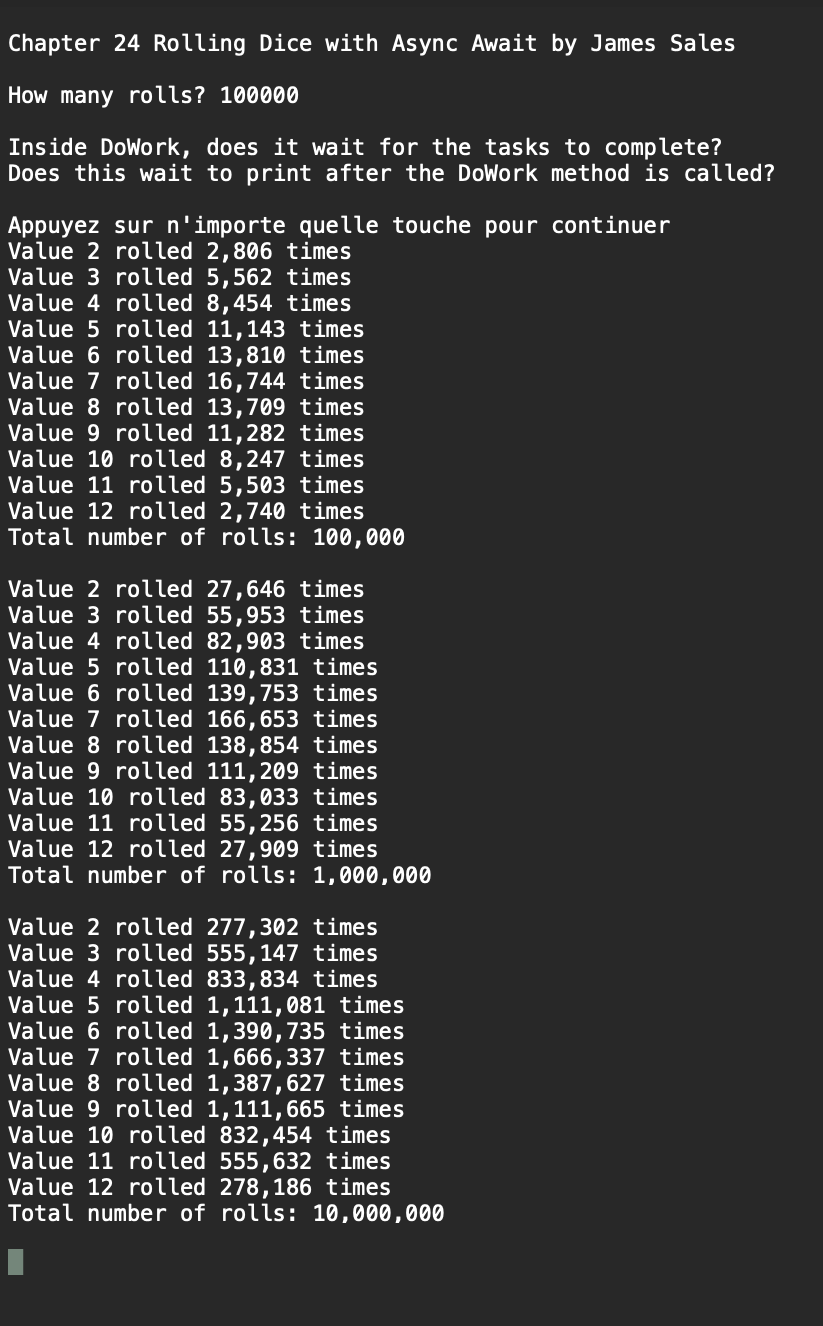 Chapter 24 Rolling Dice with Async Await by James Sales
How many rolls? 100000
Inside DoWork, does it wait for the tasks to complete?
Does this wait to print after the DoWork method is called?
Appuyez sur n'importe quelle touche pour continuer
Value 2 rolled 2,806 times
Value 3 rolled 5,562 times
Value 4 rolled 8,454 times
Value 5 rolled 11,143 times
Value 6 rolled 13,810 times
Value 7 rolled 16,744 times
Value 8 rolled 13,709 times
Value 9 rolled 11,282 times
Value 10 rolled 8,247 times
Value 11 rolled 5,503 times
Value 12 rolled 2,740 times
Total number of rolls: 100,000
Value 2 rolled 27,646 times
Value 3 rolled 55,953 times
Value 4 rolled 82,903 times
Value 5 rolled 110,831 times
Value 6 rolled 139,753 times
Value 7 rolled 166,653 times
Value 8 rolled 138,854 times
Value 9 rolled 111,209 times
Value 10 rolled 83,033 times
Value 11 rolled 55,256 times
Value 12 rolled 27,909 times
Total number of rolls: 1,000,000
Value 2 rolled 277,302 times
Value 3 rolled 555,147 times
Value 4 rolled 833,834 times
Value 5 rolled 1,111,081 times
Value 6 rolled 1,390,735 times
Value 7 rolled 1,666,337 times
Value 8 rolled 1,387,627 times
Value 9 rolled 1,111,665 times
Value 10 rolled 832,454 times
Value 11 rolled 555,632 times
Value 12 rolled 278,186 times
Total number of rolls: 10,000,000